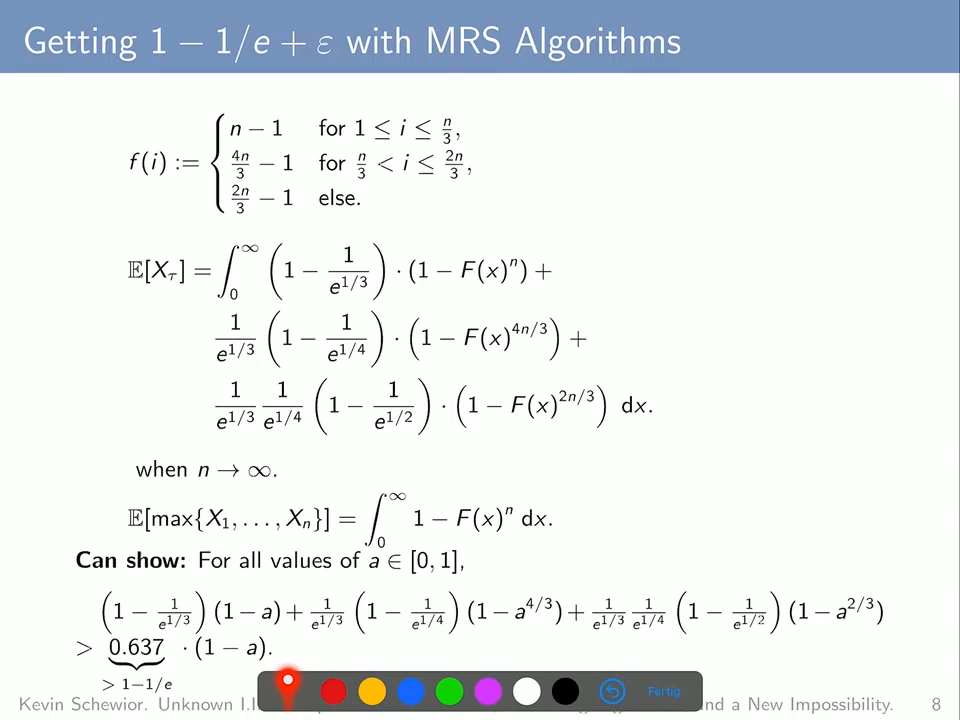 Getting 1 − 1/e + ε with MRS Algorithms
f(i) := { n − 1 for 1 ≤ i ≤ n/3,
4n/3 − 1 for n/3 < i ≤ 2n/3,
2n/3 − 1 else.
𝔼[X_τ] = ∫_0^∞ (1 − 1/e^{1/3}) · (1 − F(x)^n) +
1/e^{1/3} (1 − 1/e^{1/4}) · (1 − F(x)^{4n/3}) +
1/e^{1/3} 1/e^{1/4} (1 − 1/e^{1/2}) · (1 − F(x)^{2n/3}) dx.
when n → ∞.
𝔼[max{X_1, . . . , X_n}] = ∫_0^∞ 1 − F(x)^n dx.
Can show: For all values of a ∈ [0, 1],
(1 − 1/e^{1/3}) (1 − a) + 1/e^{1/3} (1 − 1/e^{1/4}) (1 − a^{4/3}) + 1/e^{1/3} 1/e^{1/4} (1 − 1/e^{1/2}) (1 − a^{2/3})
> 0.637 · (1 − a).
> 1−1/e
Fertig
Kevin Schewior. Unknown I.I. and a New Impossibility. 8